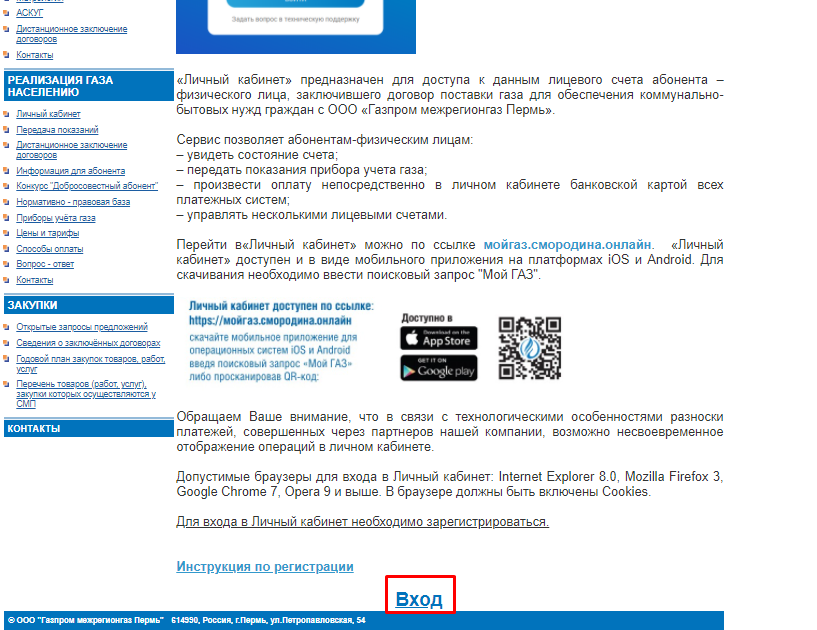 АСКУГ
Дистанционное заключение
договоров
Контакты
РЕАЛИЗАЦИЯ ГАЗА
НАСЕЛЕНИЮ
Личный кабинет
Передача показаний
Дистанционное заключение
договоров
Информация для абонента
Конкурс "Добросовестный абонент"
Нормативно - правовая база
Приборы учёта газа
Цены и тарифы
Способы оплаты
Вопрос - ответ
Контакты
ЗАКУПКИ
Открытые запросы предложений
Сведения о заключённых договорах
Годовой план закупок товаров, работ,
услуг
Перечень товаров (работ, услуг),
закупки которых осуществляются у
СМП
КОНТАКТЫ
Задать вопрос в техническую поддержку
«Личный кабинет» предназначен для доступа к данным лицевого счета абонента –
физического лица, заключившего договор поставки газа для обеспечения коммунально-
бытовых нужд граждан с ООО «Газпром межрегионгаз Пермь».
Сервис позволяет абонентам-физическим лицам:
– увидеть состояние счета;
– передать показания прибора учета газа;
– произвести оплату непосредственно в личном кабинете банковской картой всех
платежных систем;
– управлять несколькими лицевыми счетами.
Перейти в«Личный кабинет» можно по ссылке мойгаз.смородина.онлайн. «Личный
кабинет» доступен и в виде мобильного приложения на платформах iOS и Android. Для
скачивания необходимо ввести поисковый запрос "Мой ГАЗ".
Личный кабинет доступен по ссылке:
https://мойгаз.смородина.онлайн
скачайте мобильное приложение для
операционных систем iOS и Android
введя поисковый запрос «Мой ГАЗ»
либо просканировав QR-код:
Доступно в
Download on the
App Store
GET IT ON
Google play
Обращаем Ваше внимание, что в связи с технологическими особенностями разноски
платежей, совершенных через партнеров нашей компании, возможно несвоевременное
отображение операций в личном кабинете.
Допустимые браузеры для входа в Личный кабинет: Internet Explorer 8.0, Mozilla Firefox 3,
Google Chrome 7, Opera 9 и выше. В браузере должны быть включены Cookies.
Для входа в Личный кабинет необходимо зарегистрироваться.
Инструкция по регистрации
Вход
© ООО "Газпром межрегионгаз Пермь" 614990, Россия, г.Пермь, ул.Петропавловская, 54